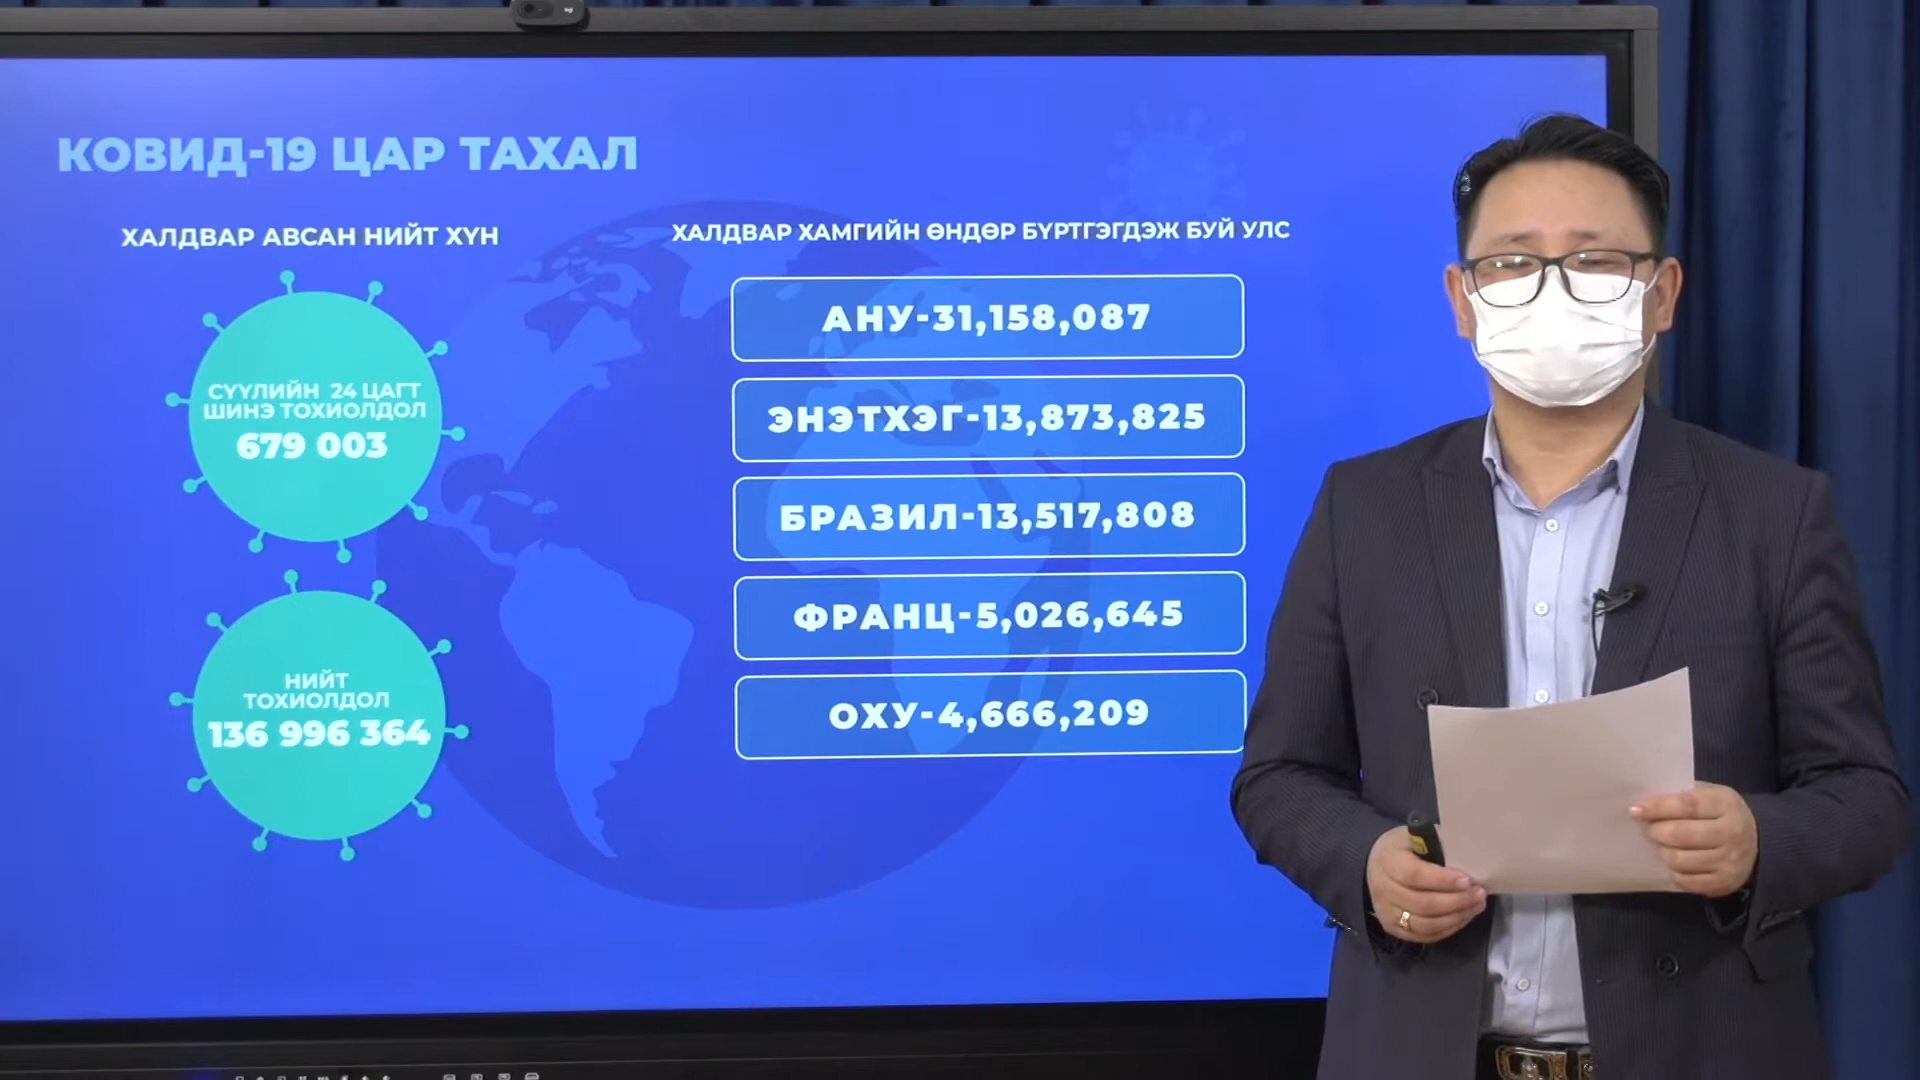 КОВИД-19 ЦАР ТАХАЛ
ХАЛДВАР АВСАН НИЙТ ХҮН
СҮҮЛИЙН 24 ЦАГТ
ШИНЭ ТОХИОЛДОЛ
679 003
НИЙТ
ТОХИОЛДОЛ
136 996 364
ХАЛДВАР ХАМГИЙН ӨНДӨР БҮРТГЭГДЭЖ БУЙ УЛС
АНУ-31,158,087
ЭНЭТХЭГ-13,873,825
БРАЗИЛ-13,517,808
ФРАНЦ-5,026,645
ОХУ-4,666,209